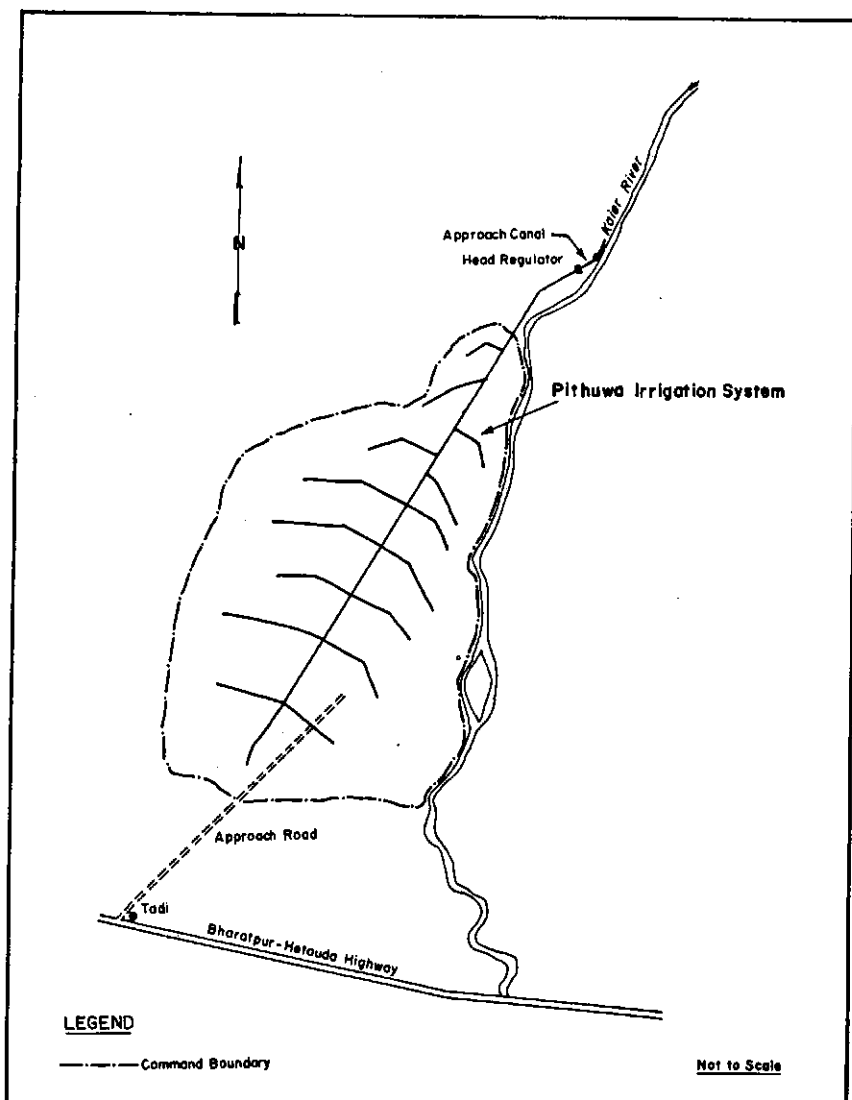 Kaier River
Approach Canal
Head Regulator
N
Pithuwa Irrigation System
Approach Road
Tadi
Bharatpur-Hetauda Highway
LEGEND
Command Boundary
Not to Scale